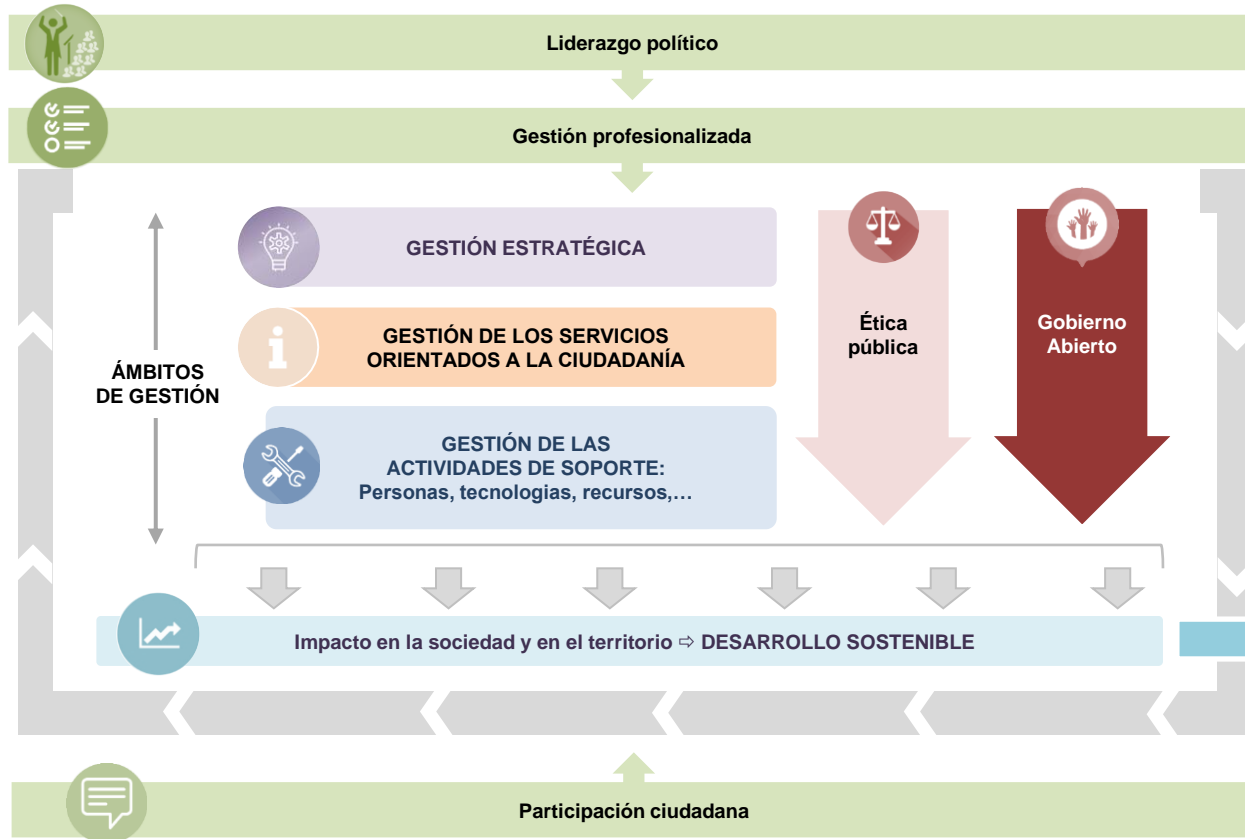 Liderazgo político
Gestión profesionalizada
GESTIÓN ESTRATÉGICA
GESTIÓN DE LOS SERVICIOS
ORIENTADOS A LA CIUDADANÍA
ÁMBITOS
DE GESTIÓN
GESTIÓN DE LAS
ACTIVIDADES DE SOPORTE:
Personas, tecnologias, recursos,…
Ética
pública
Gobierno
Abierto
Impacto en la sociedad y en el territorio ⇨ DESARROLLO SOSTENIBLE
Participación ciudadana